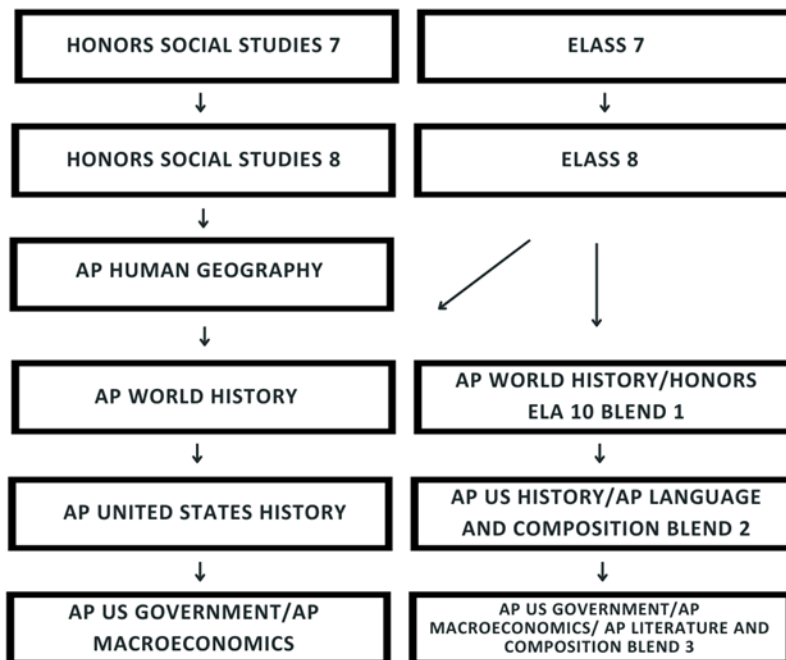 HONORS SOCIAL STUDIES 7
ELASS 7
HONORS SOCIAL STUDIES 8
ELASS 8
AP HUMAN GEOGRAPHY
AP WORLD HISTORY
AP WORLD HISTORY/HONORS
ELA 10 BLEND 1
AP UNITED STATES HISTORY
AP US HISTORY/AP LANGUAGE
AND COMPOSITION BLEND 2
AP US GOVERNMENT/AP
MACROECONOMICS
AP US GOVERNMENT/AP
MACROECONOMICS/ AP LITERATURE AND
COMPOSITION BLEND 3